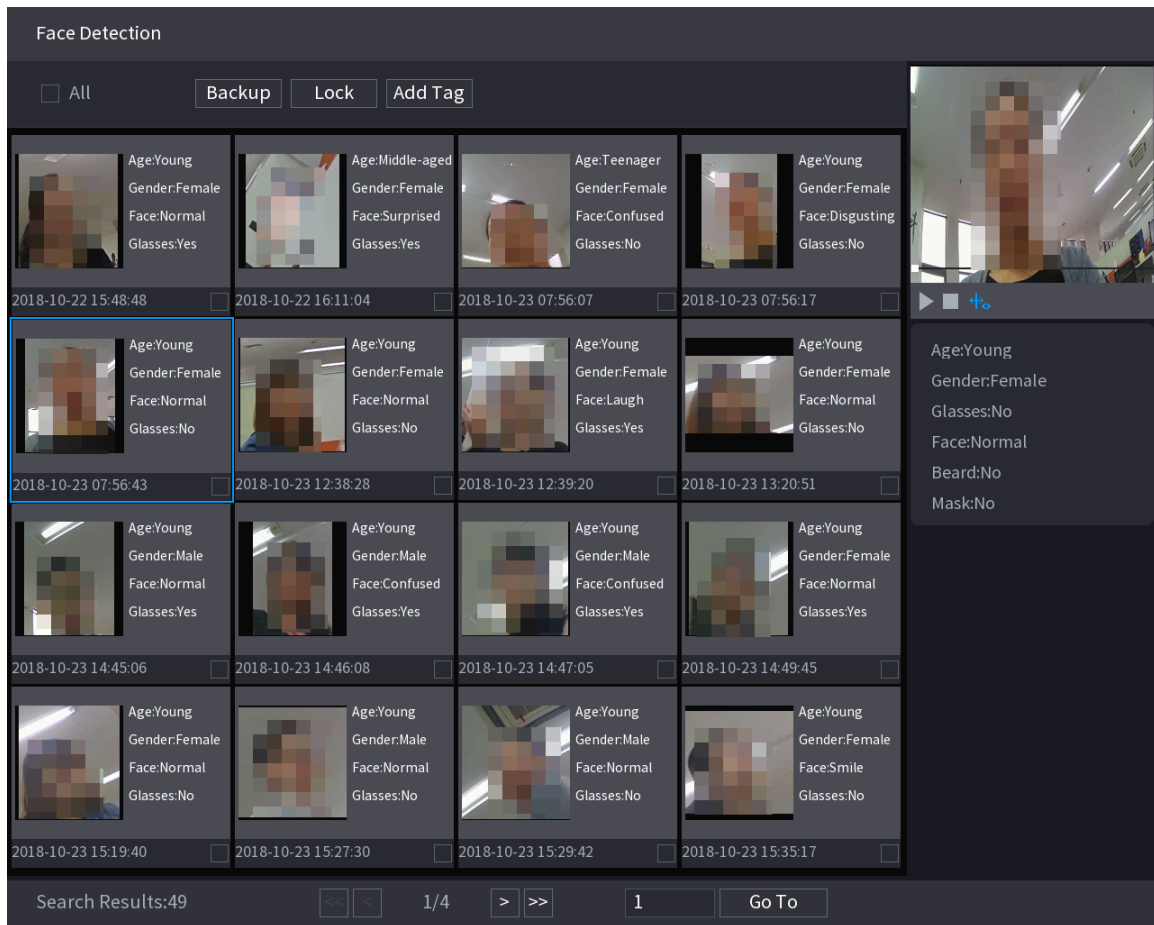 Face Detection
All
Backup
Lock
Add Tag
Age:Young
Gender:Female
Face:Normal
Glasses:Yes
2018-10-22 15:48:48
Age:Middle-aged
Gender:Female
Face:Surprised
Glasses:Yes
2018-10-22 16:11:04
Age:Teenager
Gender:Female
Face:Confused
Glasses:No
2018-10-23 07:56:07
Age:Young
Gender:Female
Face:Disgusting
Glasses:No
2018-10-23 07:56:17
Age:Young
Gender:Female
Face:Normal
Glasses:No
2018-10-23 07:56:43
Age:Young
Gender:Female
Face:Normal
Glasses:No
2018-10-23 12:38:28
Age:Young
Gender:Female
Face:Laugh
Glasses:Yes
2018-10-23 12:39:20
Age:Young
Gender:Female
Face:Normal
Glasses:No
2018-10-23 13:20:51
Age:Young
Gender:Male
Face:Normal
Glasses:Yes
2018-10-23 14:45:06
Age:Young
Gender:Male
Face:Confused
Glasses:Yes
2018-10-23 14:46:08
Age:Young
Gender:Male
Face:Confused
Glasses:Yes
2018-10-23 14:47:05
Age:Young
Gender:Female
Face:Normal
Glasses:Yes
2018-10-23 14:49:45
Age:Young
Gender:Female
Face:Normal
Glasses:No
2018-10-23 15:19:40
Age:Young
Gender:Male
Face:Normal
Glasses:No
2018-10-23 15:27:30
Age:Young
Gender:Male
Face:Normal
Glasses:No
2018-10-23 15:29:42
Age:Young
Gender:Female
Face:Smile
Glasses:No
2018-10-23 15:35:17
Age:Young
Gender:Female
Glasses:No
Face:Normal
Beard:No
Mask:No
Search Results:49
<<
<
1/4
>
>>
1
Go To